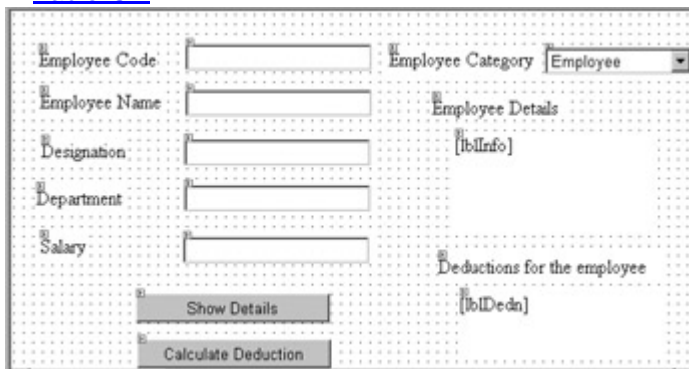 Employee Code
Employee Category Employee
Employee Name
Employee Details
[lblInfo]
Designation
Department
Salary
Deductions for the employee
[lblDedn]
Show Details
Calculate Deduction